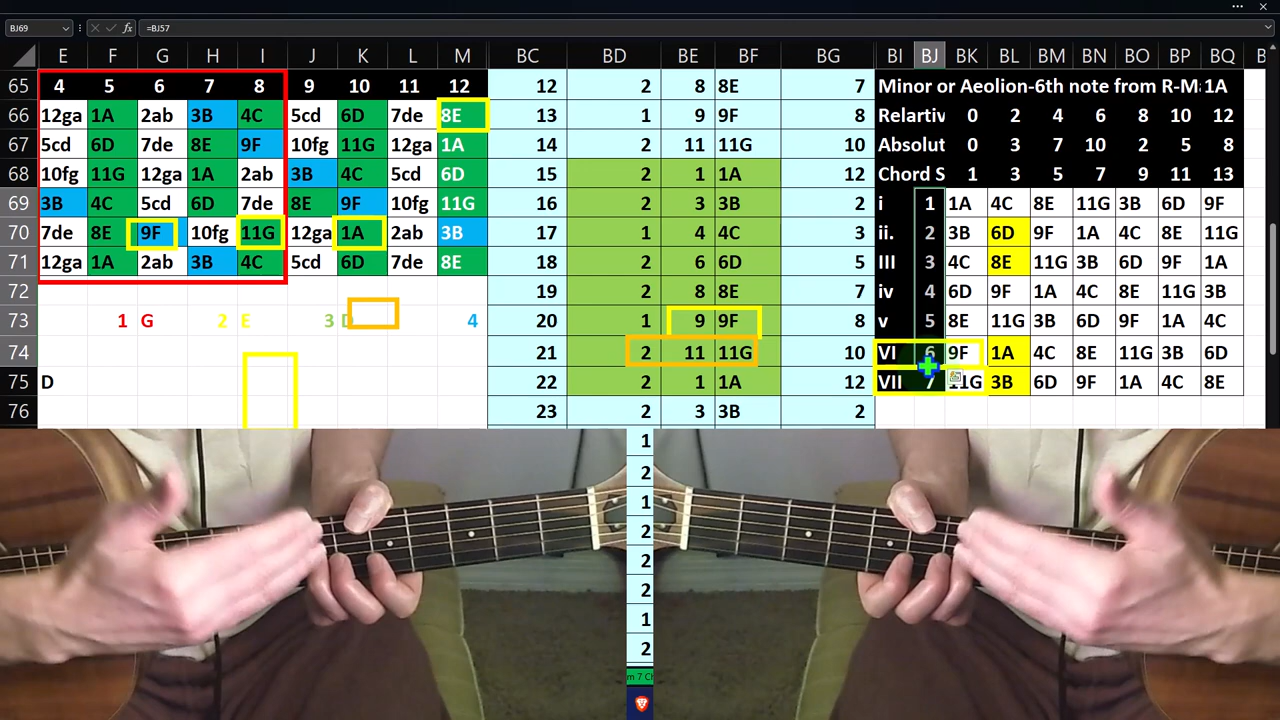 BJ69 fx =BJ57
E F G H I J K L M BC BD BE BF BG BI BJ BK BL BM BN BO BP BQ
65 4 5 6 7 8 9 10 11 12 12 2 8 8E 7 Minor or Aeolion-6th note from R-M 1A
66 12ga 1A 2ab 3B 4C 5cd 6D 7de 8E 13 1 9 9F 8 Relartiv 0 2 4 6 8 10 12
67 5cd 6D 7de 8E 9F 10fg 11G 12ga 1A 14 2 11 11G 10 Absolut 0 3 7 10 2 5 8
68 10fg 11G 12ga 1A 2ab 3B 4C 5cd 6D 15 2 1 1A 12 Chord S 1 3 5 7 9 11 13
69 3B 4C 5cd 6D 7de 8E 9F 10fg 11G 16 2 3 3B 2 i 1 1A 4C 8E 11G 3B 6D 9F
70 7de 8E 9F 10fg 11G 12ga 1A 2ab 3B 17 1 4 4C 3 ii. 2 3B 6D 9F 1A 4C 8E 11G
71 12ga 1A 2ab 3B 4C 5cd 6D 7de 8E 18 2 6 6D 5 III 3 4C 8E 11G 3B 6D 9F 1A
72 19 2 8 8E 7 iv 4 6D 9F 1A 4C 8E 11G 3B
73 1 G 2 E 3 D 4 20 1 9 9F 8 v 5 8E 11G 3B 6D 9F 1A 4C
74 21 2 11 11G 10 VI 6 9F 1A 4C 8E 11G 3B 6D
75 D 22 2 1 1A 12 VII 7 11G 3B 6D 9F 1A 4C 8E
76 23 2 3 3B 2
1
2
1
2
2
2
1
2
m 7 Ch